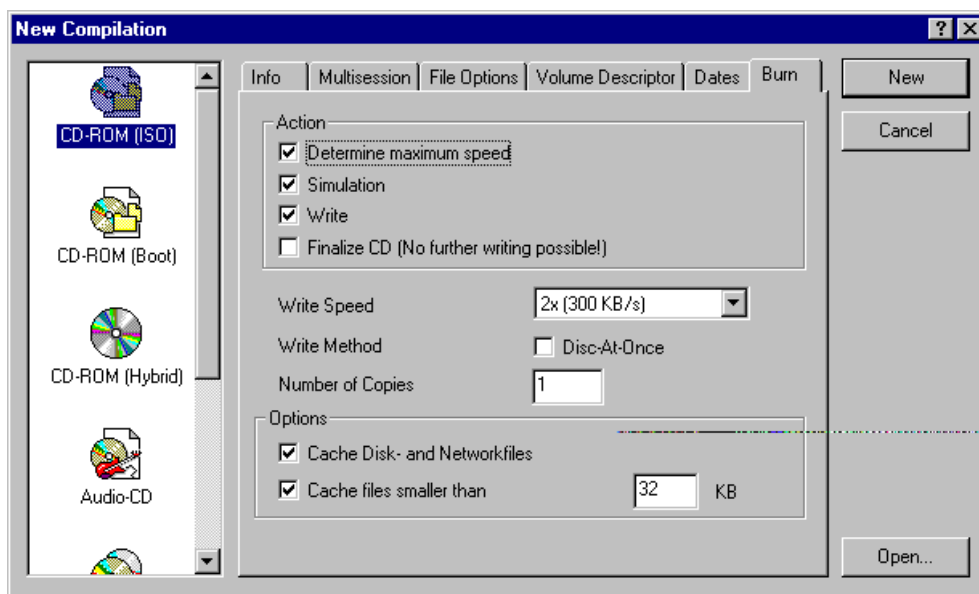 New Compilation
CD-ROM (ISO)
CD-ROM (Boot)
CD-ROM (Hybrid)
Audio-CD
Info Multisession File Options Volume Descriptor Dates Burn
Action
Determine maximum speed
Simulation
Write
Finalize CD (No further writing possible!)
Write Speed 2x (300 KB/s)
Write Method Disc-At-Once
Number of Copies 1
Options
Cache Disk- and Networkfiles
Cache files smaller than 32 KB
New
Cancel
Open...